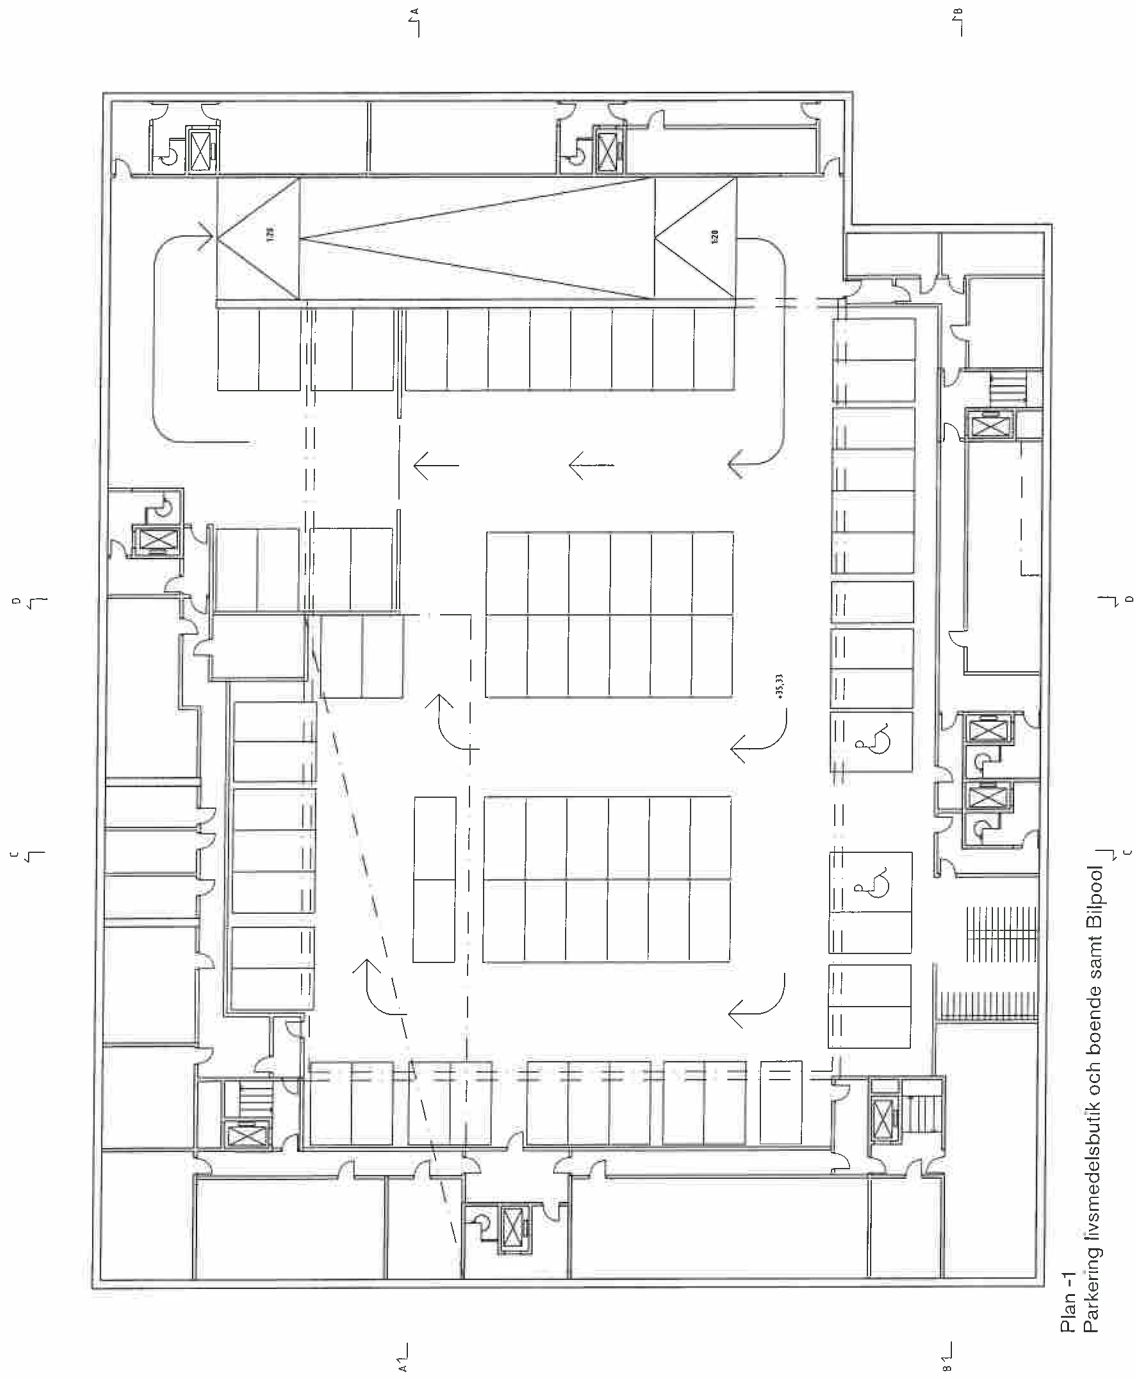 A
B
1:20
1:20
D
D
+35,33
C
C
A
B
Plan -1
Parkering livsmedelsbutik och boende samt Bilpool